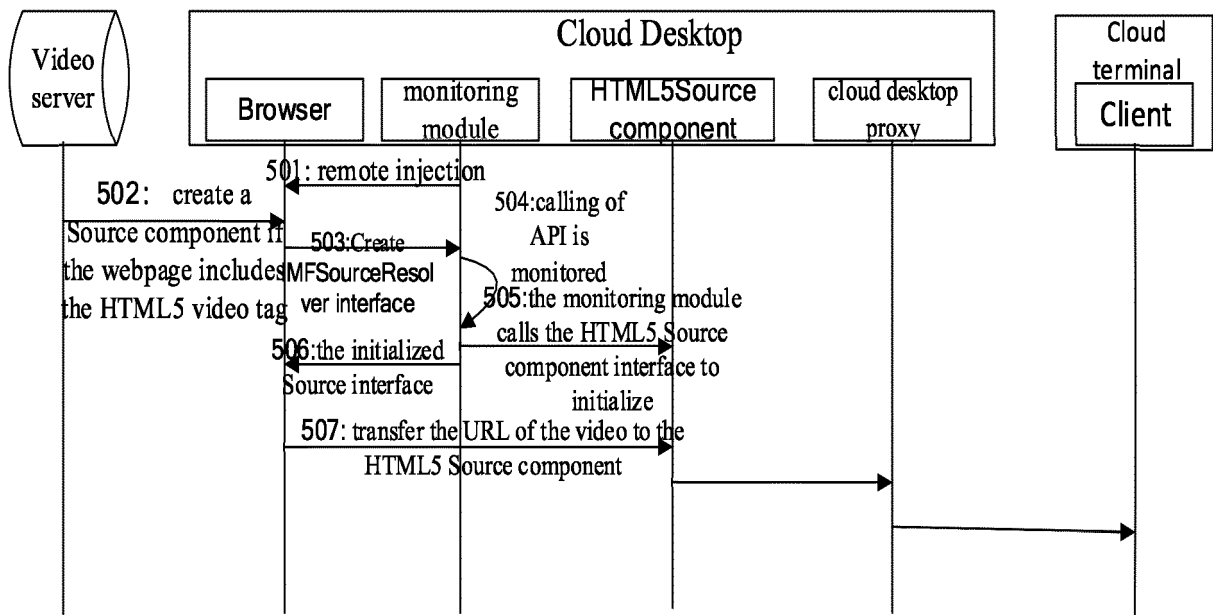 Video
server
Cloud Desktop
Browser
monitoring
module
HTML5Source
component
cloud desktop
proxy
Cloud
terminal
Client
501: remote injection
502: create a
Source component if
the webpage includes
the HTML5 video tag
503:Create
MFSourceResol
ver interface
504:calling of
API is
monitored
505:the monitoring module
calls the HTML5 Source
component interface to
initialize
506:the initialized
Source interface
507: transfer the URL of the video to the
HTML5 Source component